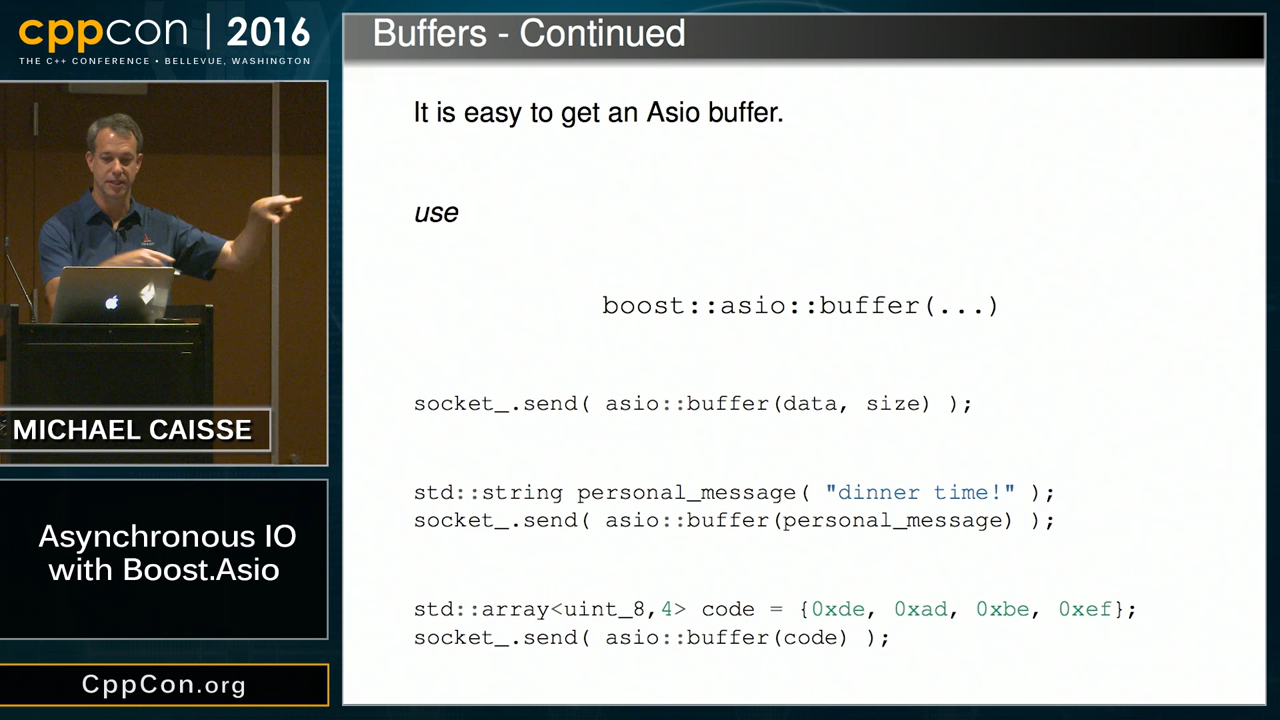 cppcon | 2016
THE C++ CONFERENCE • BELLEVUE, WASHINGTON
MICHAEL CAISSE
Asynchronous IO
with Boost.Asio
CppCon.org
Buffers - Continued
It is easy to get an Asio buffer.
use
boost::asio::buffer(...)
socket_.send( asio::buffer(data, size) );
std::string personal_message( "dinner time!" );
socket_.send( asio::buffer(personal_message) );
std::array<uint_8,4> code = {0xde, 0xad, 0xbe, 0xef};
socket_.send( asio::buffer(code) );